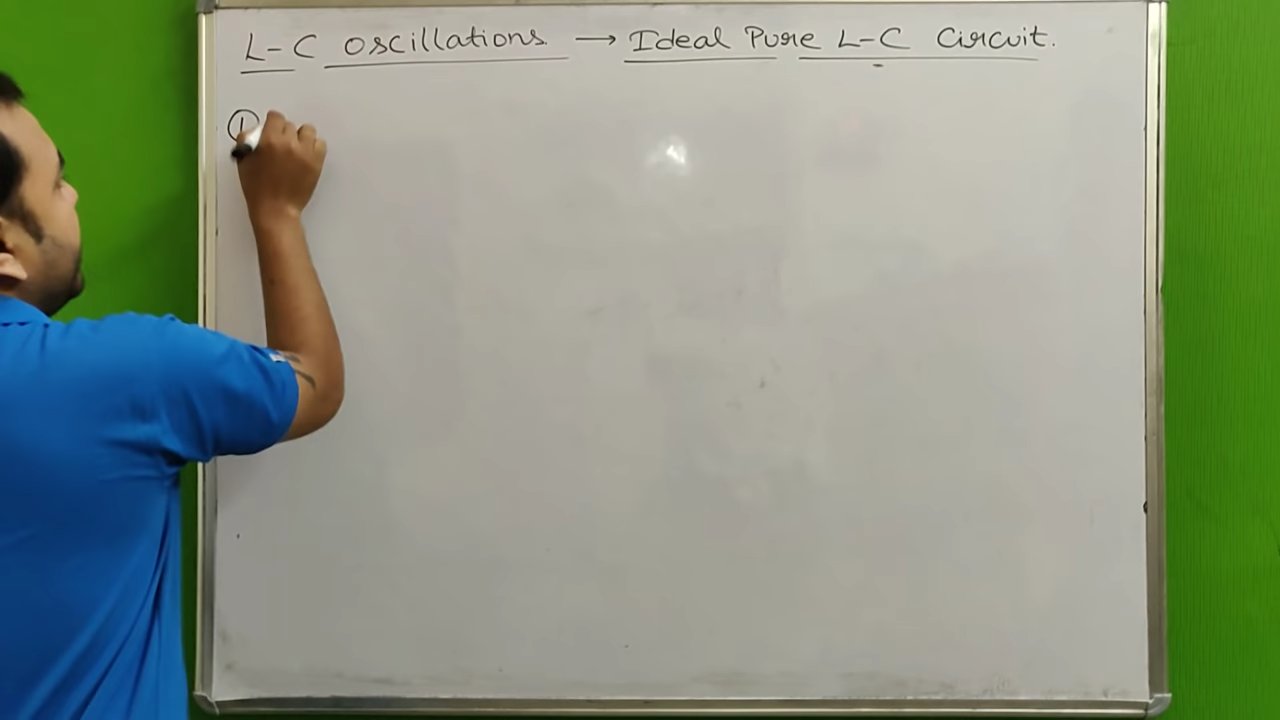 L-C Oscillations → Ideal Pure L-C Circuit.
①